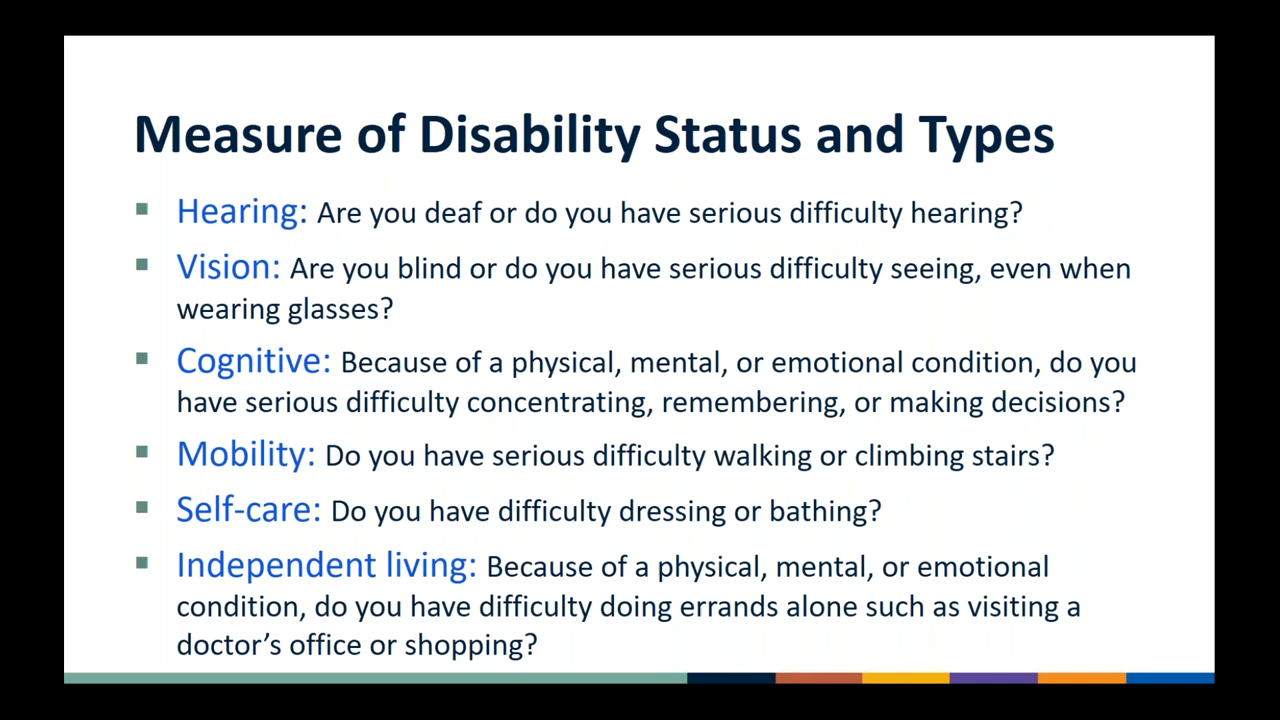 Measure of Disability Status and Types
▪ Hearing: Are you deaf or do you have serious difficulty hearing?
▪ Vision: Are you blind or do you have serious difficulty seeing, even when
wearing glasses?
▪ Cognitive: Because of a physical, mental, or emotional condition, do you
have serious difficulty concentrating, remembering, or making decisions?
▪ Mobility: Do you have serious difficulty walking or climbing stairs?
▪ Self-care: Do you have difficulty dressing or bathing?
▪ Independent living: Because of a physical, mental, or emotional
condition, do you have difficulty doing errands alone such as visiting a
doctor’s office or shopping?